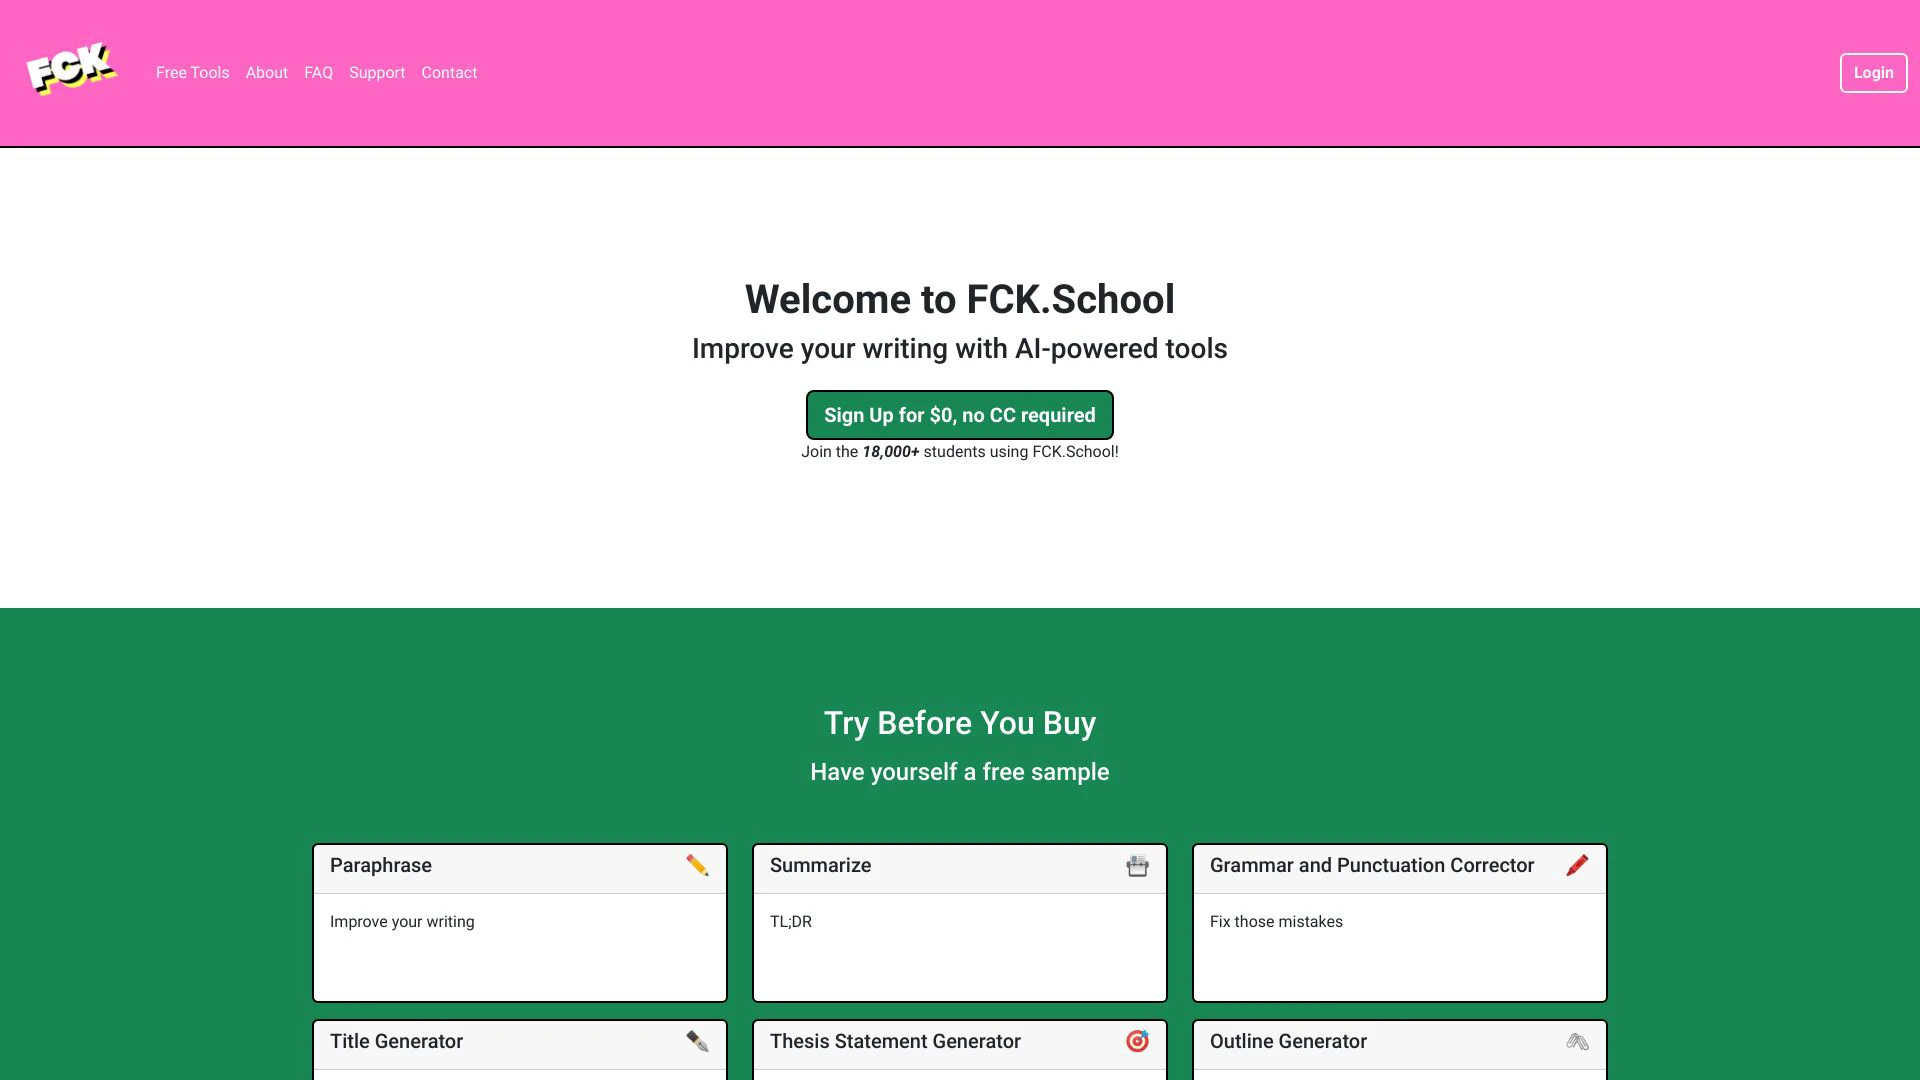 FCK
Free Tools
About
FAQ
Support
Contact
Login
Welcome to FCK.School
Improve your writing with AI-powered tools
Sign Up for $0, no CC required
Join the 18,000+ students using FCK.School!
Try Before You Buy
Have yourself a free sample
Paraphrase
Improve your writing
Summarize
TL;DR
Grammar and Punctuation Corrector
Fix those mistakes
Title Generator
Thesis Statement Generator
Outline Generator